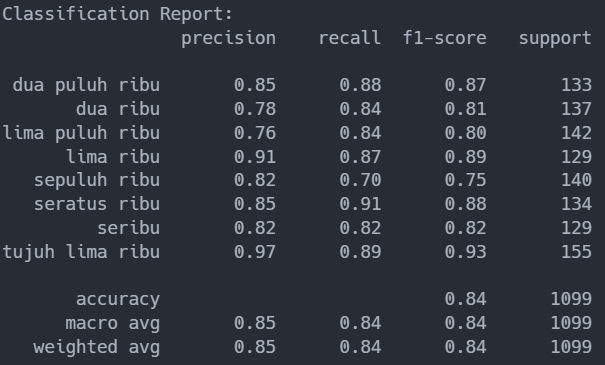 Classification Report:
precision recall f1-score support
dua puluh ribu 0.85 0.88 0.87 133
dua ribu 0.78 0.84 0.81 137
lima puluh ribu 0.76 0.84 0.80 142
lima ribu 0.91 0.87 0.89 129
sepuluh ribu 0.82 0.70 0.75 140
seratus ribu 0.85 0.91 0.88 134
seribu 0.82 0.82 0.82 129
tujuh lima ribu 0.97 0.89 0.93 155
accuracy 0.84 1099
macro avg 0.85 0.84 0.84 1099
weighted avg 0.85 0.84 0.84 1099